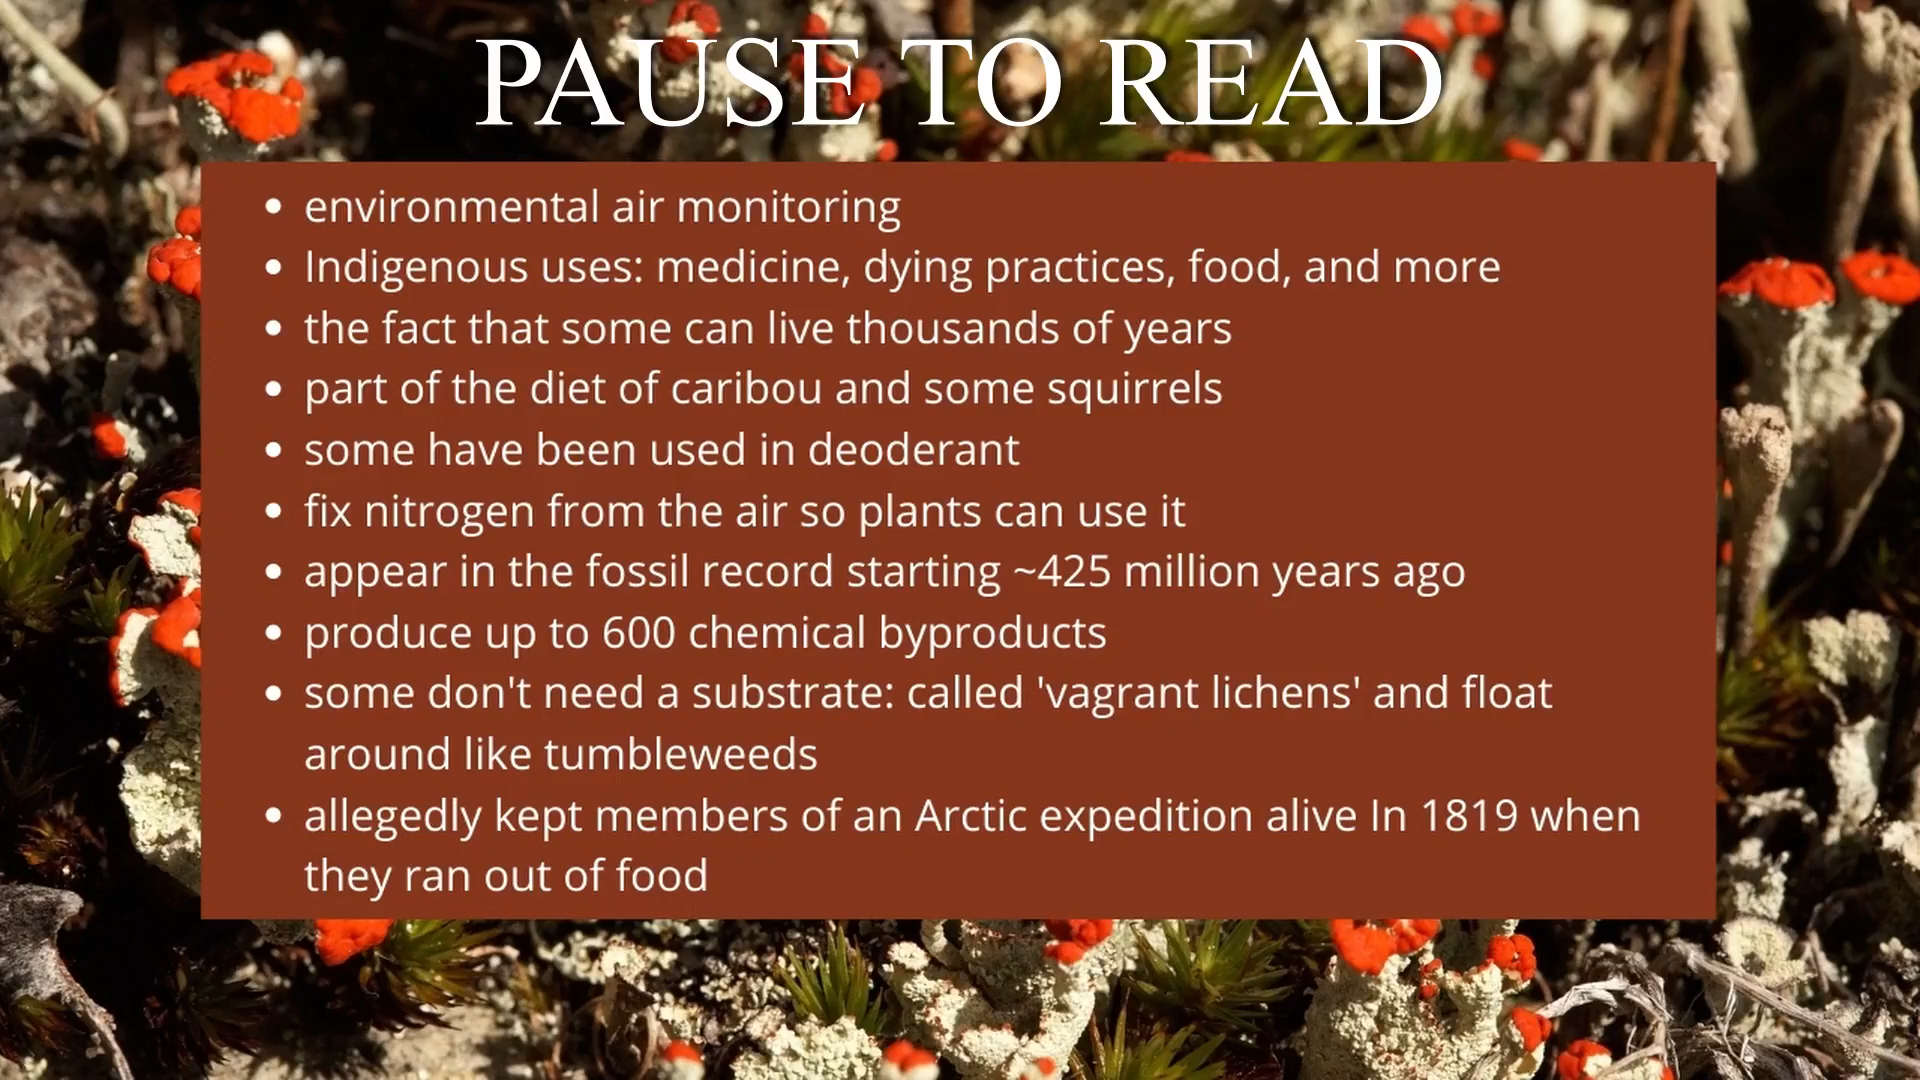 PAUSE TO READ
• environmental air monitoring
• Indigenous uses: medicine, dying practices, food, and more
• the fact that some can live thousands of years
• part of the diet of caribou and some squirrels
• some have been used in deoderant
• fix nitrogen from the air so plants can use it
• appear in the fossil record starting ~425 million years ago
• produce up to 600 chemical byproducts
• some don't need a substrate: called 'vagrant lichens' and float
around like tumbleweeds
• allegedly kept members of an Arctic expedition alive In 1819 when
they ran out of food